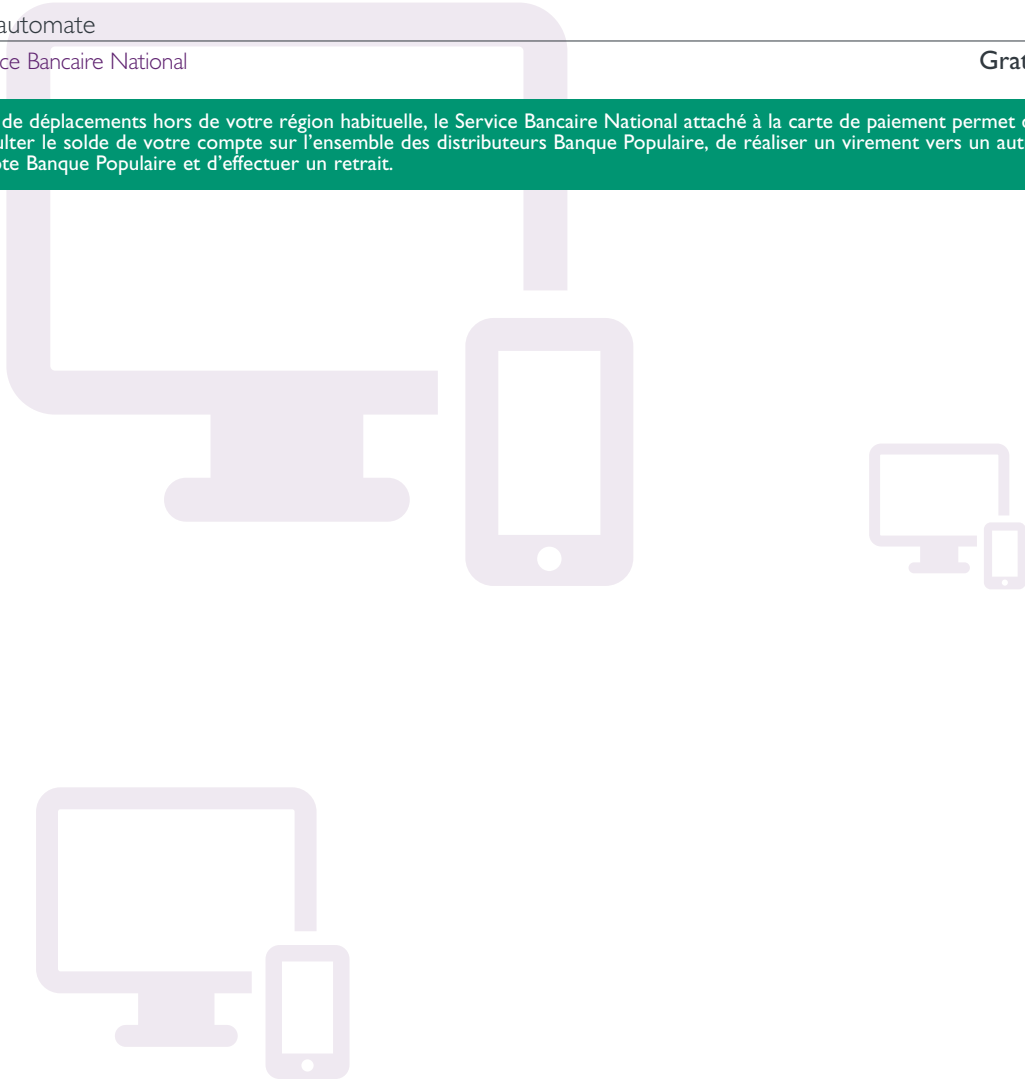 automate
ce Bancaire National
Grat
de déplacements hors de votre région habituelle, le Service Bancaire National attaché à la carte de paiement permet
ulter le solde de votre compte sur l’ensemble des distributeurs Banque Populaire, de réaliser un virement vers un aut
te Banque Populaire et d’effectuer un retrait.